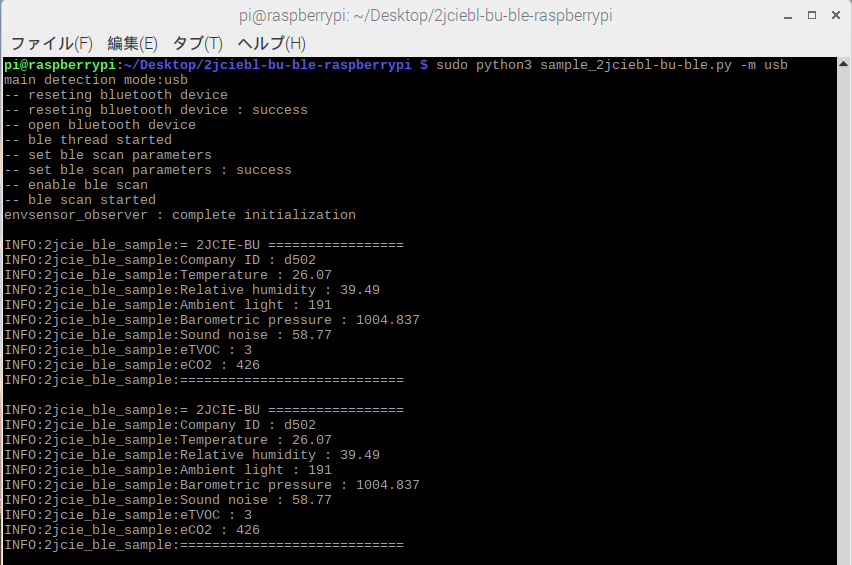 pi@raspberrypi: ~/Desktop/2jciebl-bu-ble-raspberrypi
ファイル(F) 編集(E) タブ(T) ヘルプ(H)
pi@raspberrypi:~/Desktop/2jciebl-bu-ble-raspberrypi $ sudo python3 sample_2jciebl-bu-ble.py -m usb
main detection mode:usb
-- reseting bluetooth device
-- reseting bluetooth device : success
-- open bluetooth device
-- ble thread started
-- set ble scan parameters
-- set ble scan parameters : success
-- enable ble scan
-- ble scan started
envsensor_observer : complete initialization
INFO:2jcie_ble_sample:= 2JCIE-BU =================
INFO:2jcie_ble_sample:Company ID : d502
INFO:2jcie_ble_sample:Temperature : 26.07
INFO:2jcie_ble_sample:Relative humidity : 39.49
INFO:2jcie_ble_sample:Ambient light : 191
INFO:2jcie_ble_sample:Barometric pressure : 1004.837
INFO:2jcie_ble_sample:Sound noise : 58.77
INFO:2jcie_ble_sample:eTVOC : 3
INFO:2jcie_ble_sample:eCO2 : 426
INFO:2jcie_ble_sample:============================
INFO:2jcie_ble_sample:= 2JCIE-BU =================
INFO:2jcie_ble_sample:Company ID : d502
INFO:2jcie_ble_sample:Temperature : 26.07
INFO:2jcie_ble_sample:Relative humidity : 39.49
INFO:2jcie_ble_sample:Ambient light : 191
INFO:2jcie_ble_sample:Barometric pressure : 1004.837
INFO:2jcie_ble_sample:Sound noise : 58.77
INFO:2jcie_ble_sample:eTVOC : 3
INFO:2jcie_ble_sample:eCO2 : 426
INFO:2jcie_ble_sample:============================